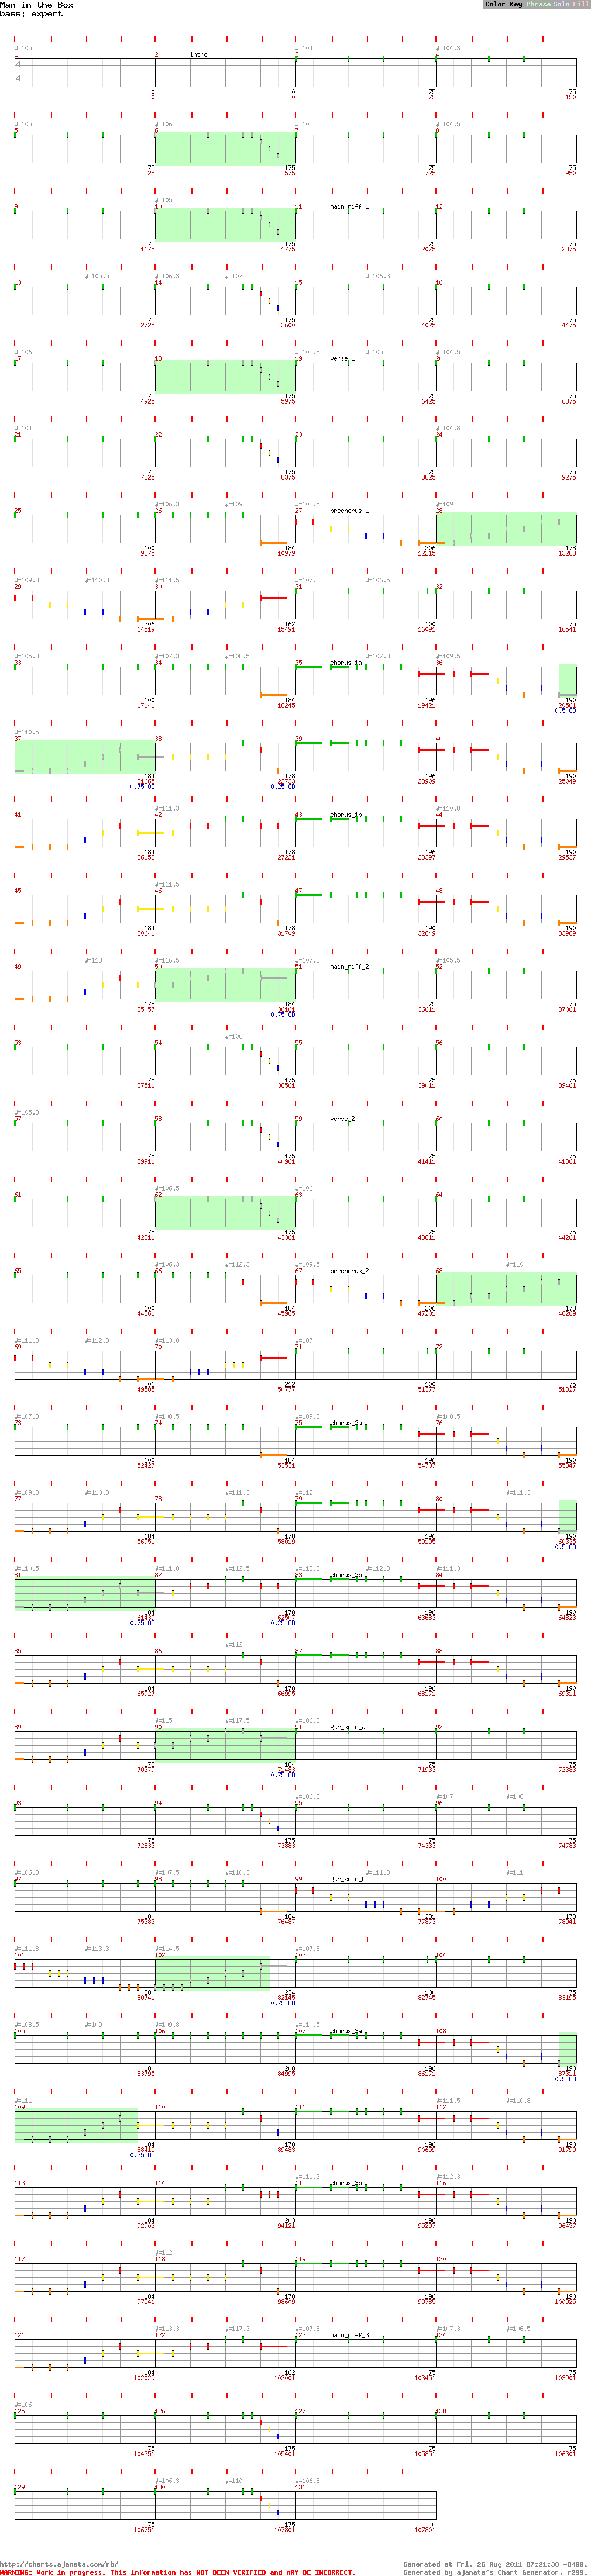 Man in the Box
bass: expert
Color Key Phrase Solo Fill
♩=105 ♩=104 ♩=104.3
1 2 intro 3 4
4
4
0 0 75 75
0 0 75 150
♩=105 ♩=106 ♩=105 ♩=104.5
5 6 7 8
75 175 75 75
225 575 725 950
♩=105
9 10 11 main_riff_1 12
75 175 75 75
1175 1775 2075 2375
♩=105.5 ♩=106.3 ♩=107 ♩=106.3
13 14 15 16
75 175 75 75
2725 3600 4025 4475
♩=106 ♩=105.8 ♩=105 ♩=104.5
17 18 19 verse_1 20
75 175 75 75
4925 5975 6425 6875
♩=104 ♩=104.8
21 22 23 24
75 175 75 75
7325 8375 8825 9275
♩=106.3 ♩=109 ♩=108.5 ♩=109
25 26 27 prechorus_1 28
100 184 206 178
9875 10979 12215 13283
♩=109.8 ♩=110.8 ♩=111.5 ♩=107.3 ♩=106.5
29 30 31 32
206 162 100 75
14519 15491 16091 16541
♩=105.8 ♩=107.3 ♩=108.5 ♩=107.8 ♩=109.5
33 34 35 chorus_1a 36
100 184 196 190
17141 18245 19421 20561
0.5 OD
♩=110.5
37 38 39 40
184 178 196 190
21665 22733 23909 25049
0.75 OD 0.25 OD
♩=111.3 ♩=110.8
41 42 43 chorus_1b 44
184 178 196 190
26153 27221 28397 29537
♩=111.5
45 46 47 48
184 178 190 190
30641 31709 32849 33989
♩=113 ♩=116.5 ♩=107.3 ♩=105.5
49 50 51 main_riff_2 52
178 184 75 75
35057 36161 36611 37061
0.75 OD
♩=106
53 54 55 56
75 175 75 75
37511 38561 39011 39461
♩=105.3
57 58 59 verse_2 60
75 175 75 75
39911 40961 41411 41861
♩=106.5 ♩=106
61 62 63 64
75 175 75 75
42311 43361 43811 44261
♩=106.3 ♩=112.3 ♩=109.5 ♩=110
65 66 67 prechorus_2 68
100 184 206 178
44861 45965 47201 48269
♩=111.3 ♩=112.8 ♩=113.8 ♩=107
69 70 71 72
206 212 100 75
49505 50777 51377 51827
♩=107.3 ♩=108.5 ♩=109.8 ♩=108.5
73 74 75 chorus_2a 76
100 184 196 190
52427 53531 54707 55847
♩=109.8 ♩=110.8 ♩=111.3 ♩=112 ♩=111.3
77 78 79 80
184 178 196 190
56951 58019 59195 60335
0.5 OD
♩=110.5 ♩=111.8 ♩=112.5 ♩=113.3 ♩=112.3 ♩=111.3
81 82 83 chorus_2b 84
184 178 196 190
61439 62507 63683 64823
0.75 OD 0.25 OD
♩=112
85 86 87 88
184 178 196 190
65927 66995 68171 69311
♩=115 ♩=117.5 ♩=106.8
89 90 91 gtr_solo_a 92
178 184 75 75
70379 71483 71933 72383
0.75 OD
♩=106.3 ♩=107 ♩=106
93 94 95 96
75 175 75 75
72833 73883 74333 74783
♩=106.8 ♩=107.5 ♩=110.3 ♩=111.3 ♩=111
97 98 99 gtr_solo_b 100
100 184 231 178
75383 76487 77873 78941
♩=111.8 ♩=113.3 ♩=114.5 ♩=107.8
101 102 103 104
300 234 100 75
80741 82145 82745 83195
0.75 OD
♩=108.5 ♩=109 ♩=109.8 ♩=110.5
105 106 107 chorus_3a 108
100 200 196 190
83795 84995 86171 87311
0.5 OD
♩=111 ♩=111.5 ♩=110.8
109 110 111 112
184 178 196 190
88415 89483 90659 91799
0.25 OD
♩=111.3 ♩=112.3
113 114 115 chorus_3b 116
184 203 196 190
92903 94121 95297 96437
♩=112
117 118 119 120
184 178 196 190
97541 98609 99785 100925
♩=113.3 ♩=117.3 ♩=107.8 ♩=107.3 ♩=106.5
121 122 123 main_riff_3 124
184 162 75 75
102029 103001 103451 103901
♩=106
125 126 127 128
75 175 75 75
104351 105401 105851 106301
♩=106.3 ♩=110 ♩=106.8
129 130 131
75 175 0
106751 107801 107801
http://charts.ajanata.com/rb/
Generated at Fri, 26 Aug 2011 07:21:38 -0400.
WARNING: Work in progress. This information has NOT BEEN VERIFIED and MAY BE INCORRECT.
Generated by ajanata's Chart Generator, r299.